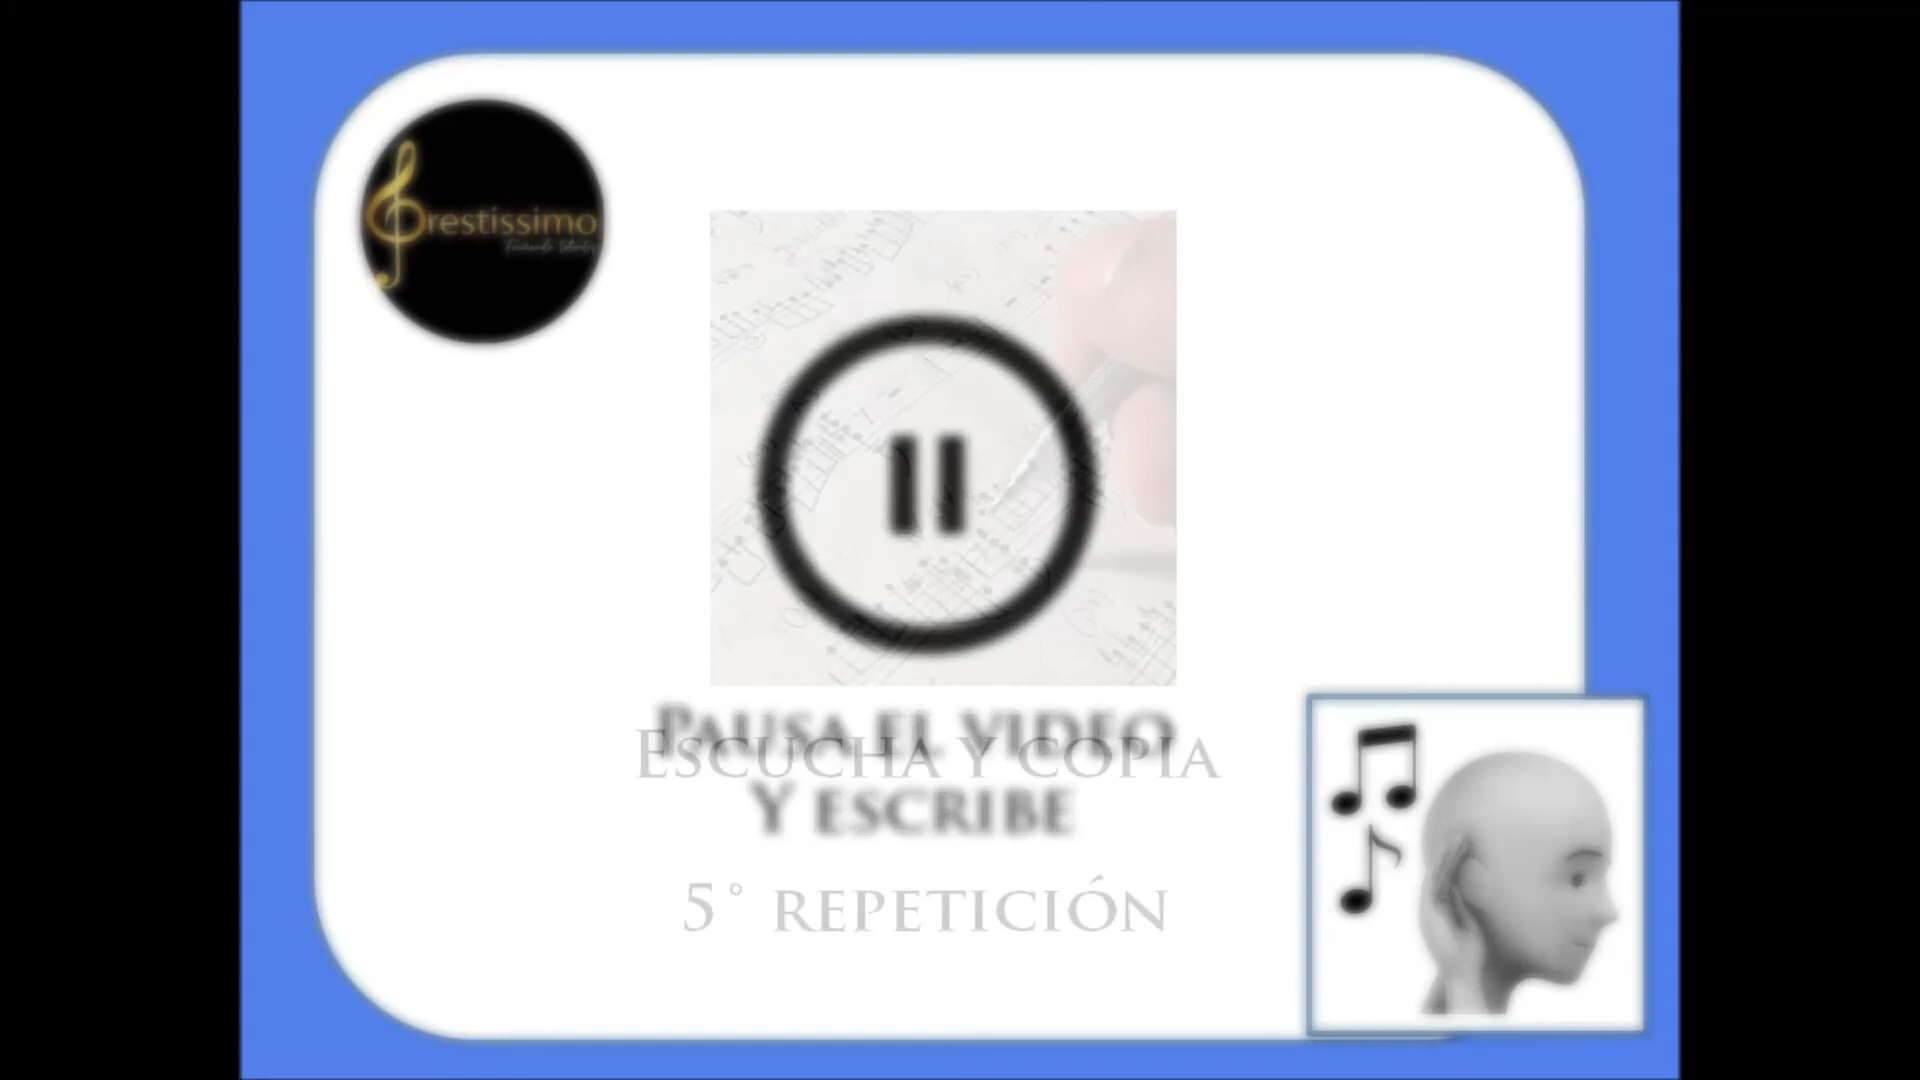 Prestissimo
PAUSA EL VIDEO
ESCUCHA Y COPIA
Y ESCRIBE
5° REPETICIÓN